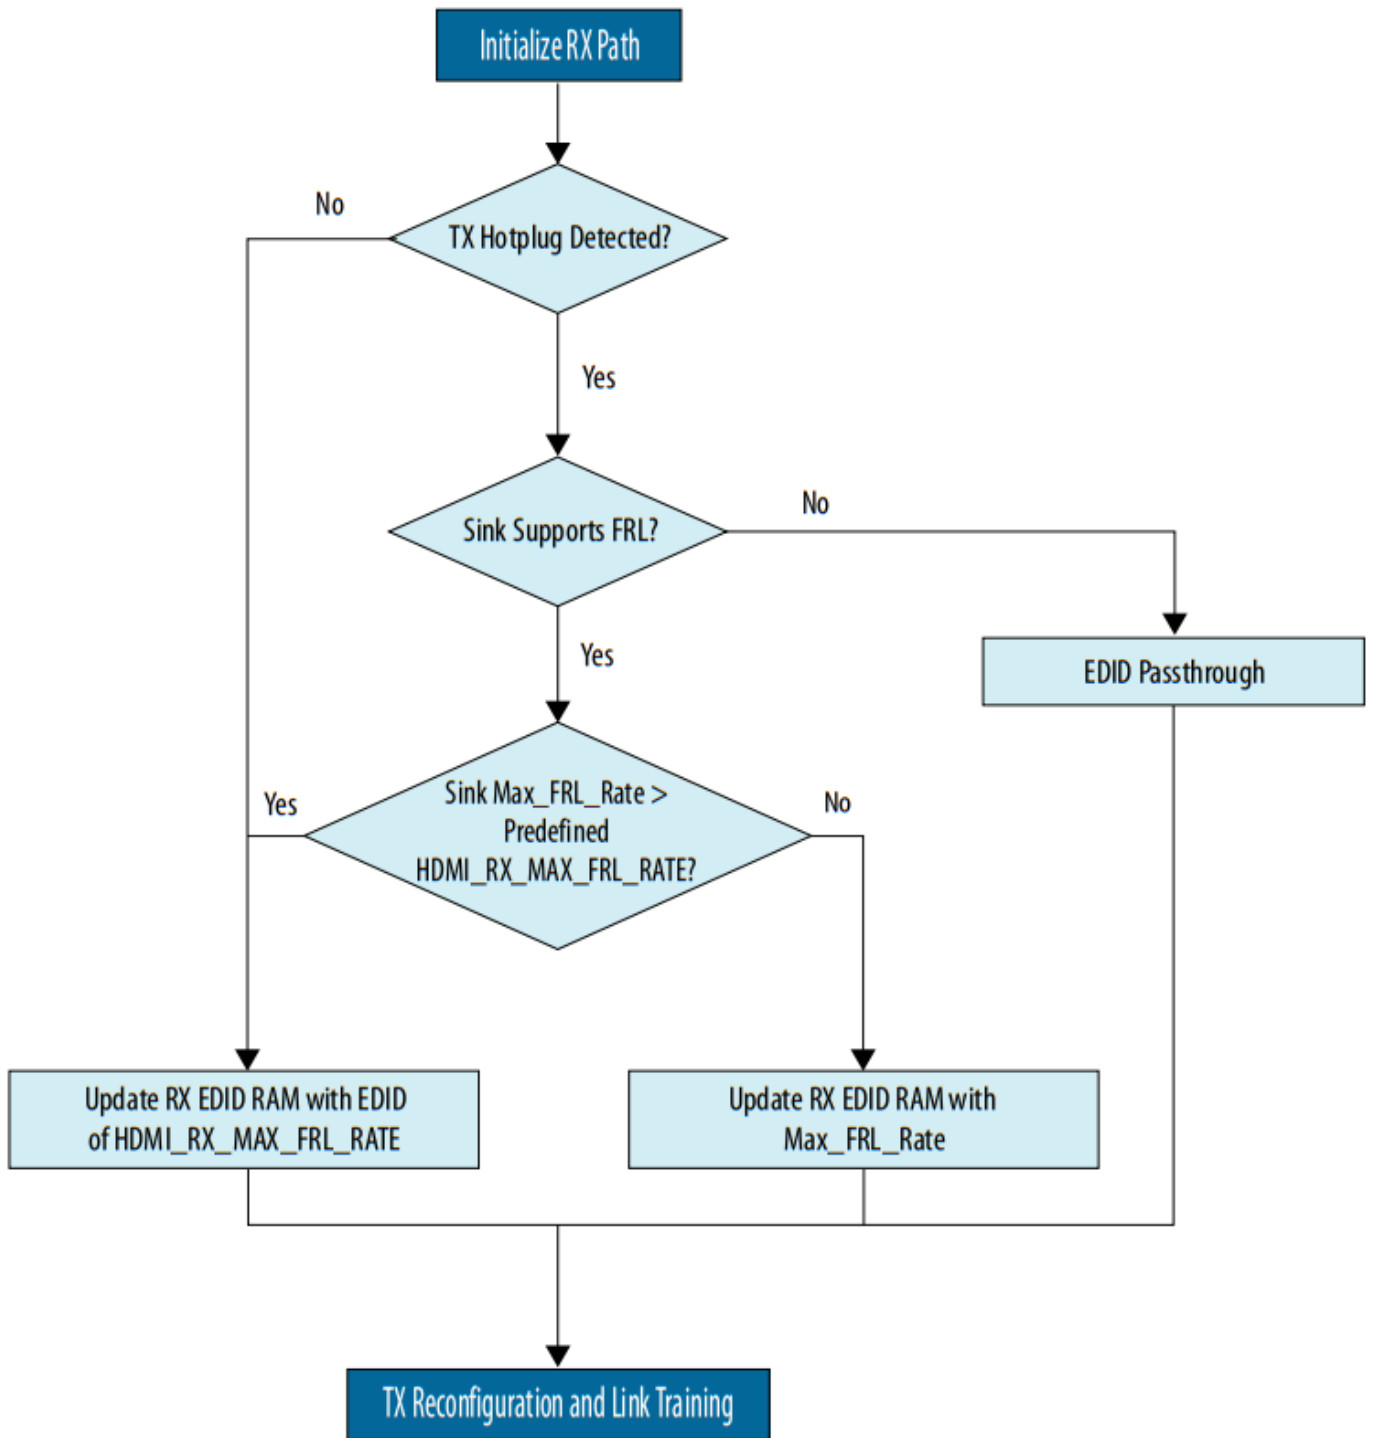 Initialize RX Path
No
TX Hotplug Detected?
Yes
No
Sink Supports FRL?
Yes
EDID Passthrough
Yes
Sink Max_FRL_Rate >
Predefined
HDMI_RX_MAX_FRL_RATE?
No
Update RX EDID RAM with EDID
of HDMI_RX_MAX_FRL_RATE
Update RX EDID RAM with
Max_FRL_Rate
TX Reconfiguration and Link Training